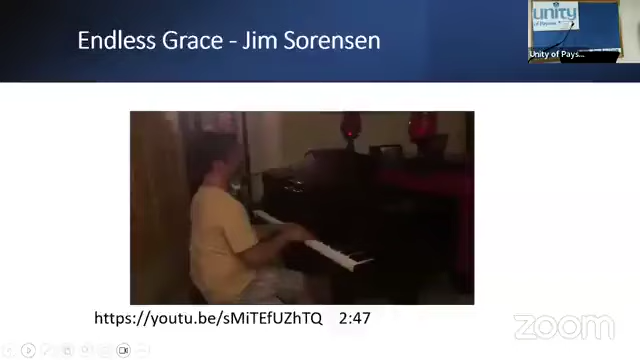 Endless Grace - Jim Sorensen
unity
Unity of Pays...
https://youtu.be/sMiTEfUZhTQ 2:47
zoom